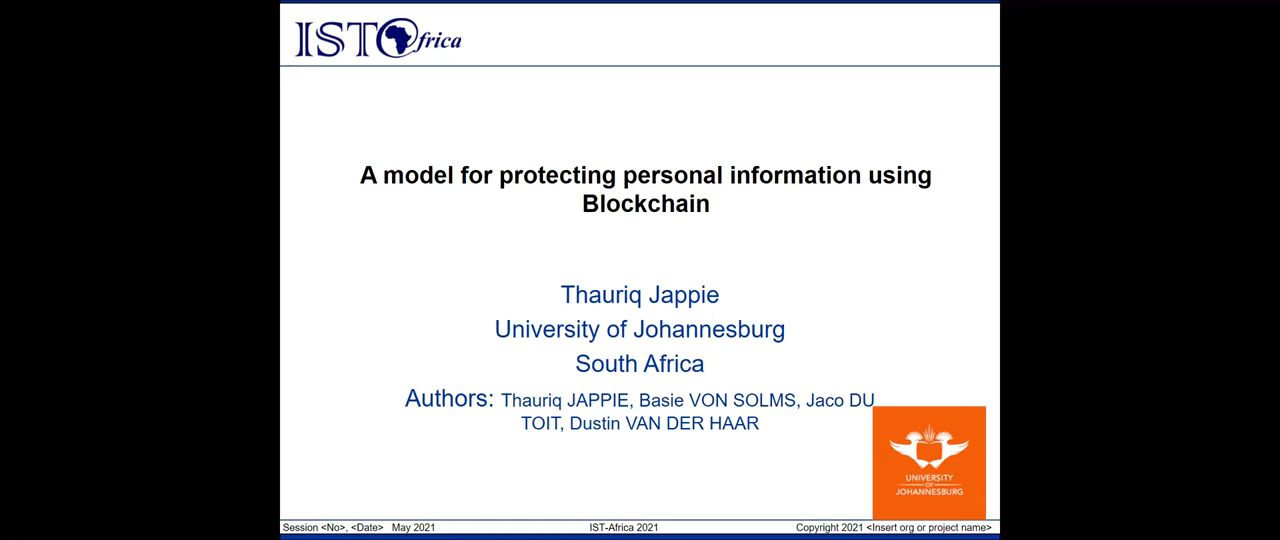 IST Africa
A model for protecting personal information using
Blockchain
Thauriq Jappie
University of Johannesburg
South Africa
Authors: Thauriq JAPPIE, Basie VON SOLMS, Jaco DU
TOIT, Dustin VAN DER HAAR
UNIVERSITY
OF
JOHANNESBURG
Session <No>, <Date> May 2021 IST-Africa 2021 Copyright 2021 <Insert org or project name>